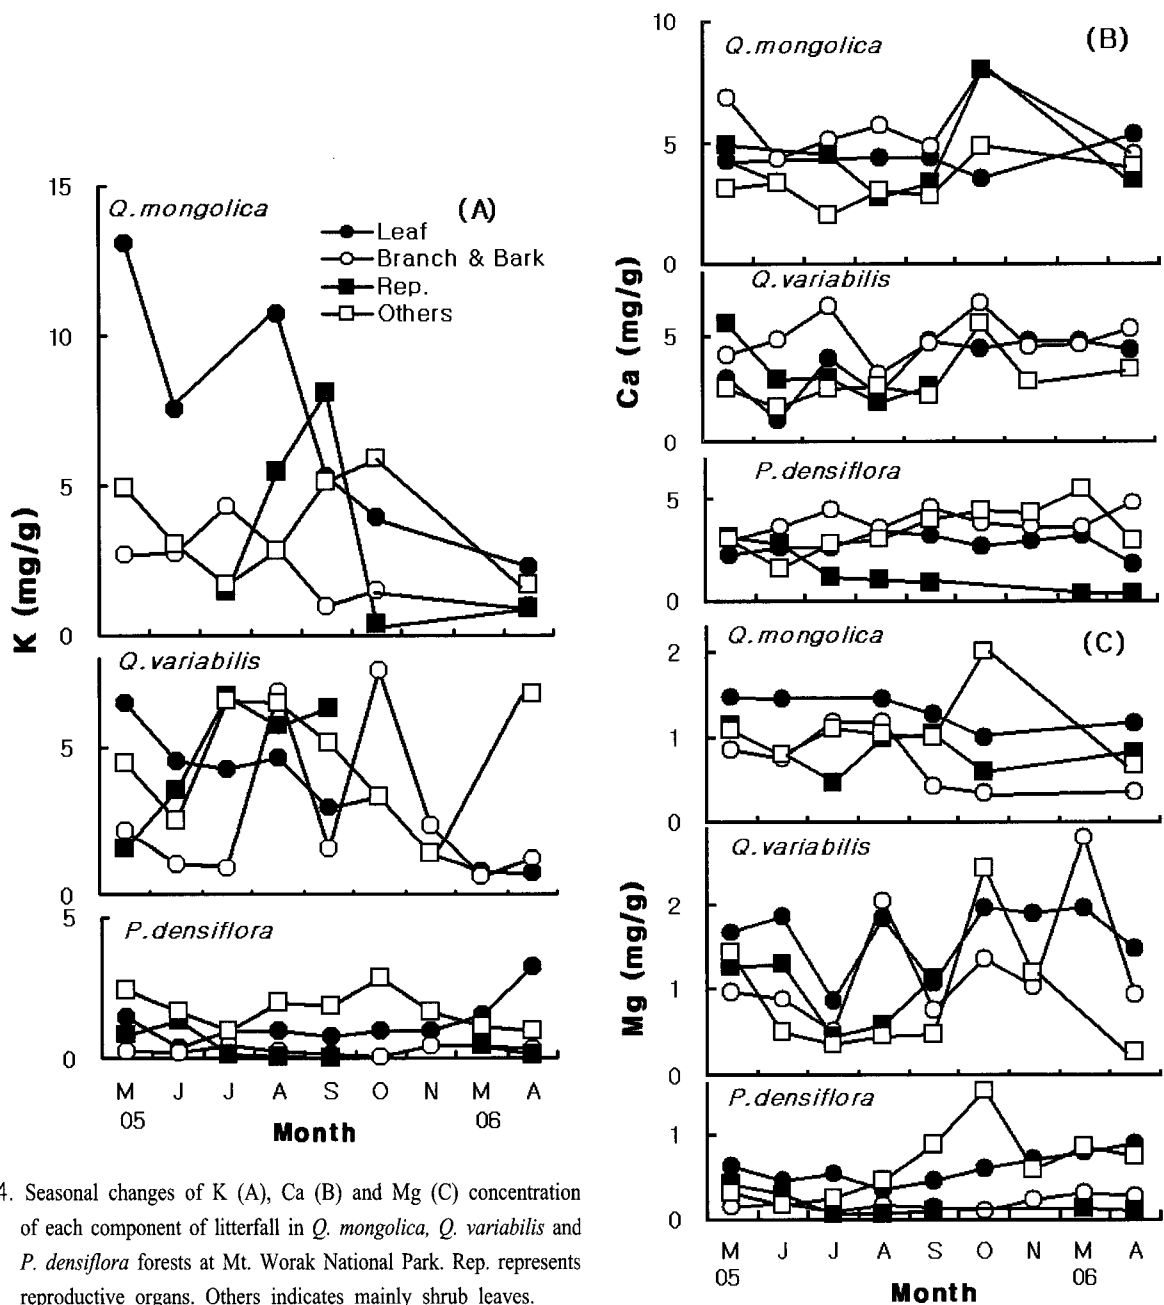 15
Q.mongolica
(A)
Leaf
Branch & Bark
Rep.
Others
10
5
0
K (mg/g)
Q.variabilis
5
0
5
P.densiflora
0
M J J A S O N M A
05 06
Month
10
Q.mongolica
(B)
5
0
Ca (mg/g)
Q.variabilis
5
0
P.densiflora
5
0
Q.mongolica
(C)
2
1
0
Mg (mg/g)
Q.variabilis
2
1
0
P.densiflora
1
0
M J J A S O N M A
05 06
Month
4. Seasonal changes of K (A), Ca (B) and Mg (C) concentration
of each component of litterfall in Q. mongolica, Q. variabilis and
P. densiflora forests at Mt. Worak National Park. Rep. represents
reproductive organs. Others indicates mainly shrub leaves.